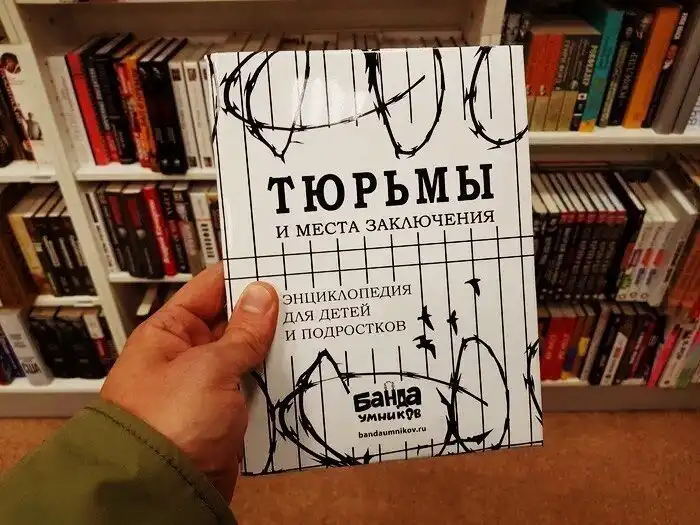 ТЮРЬМЫ
И МЕСТА ЗАКЛЮЧЕНИЯ
ЭНЦИКЛОПЕДИЯ
ДЛЯ ДЕТЕЙ
И ПОДРОСТКОВ
БАНДА
УМНИКОВ
bandaumnikov.ru